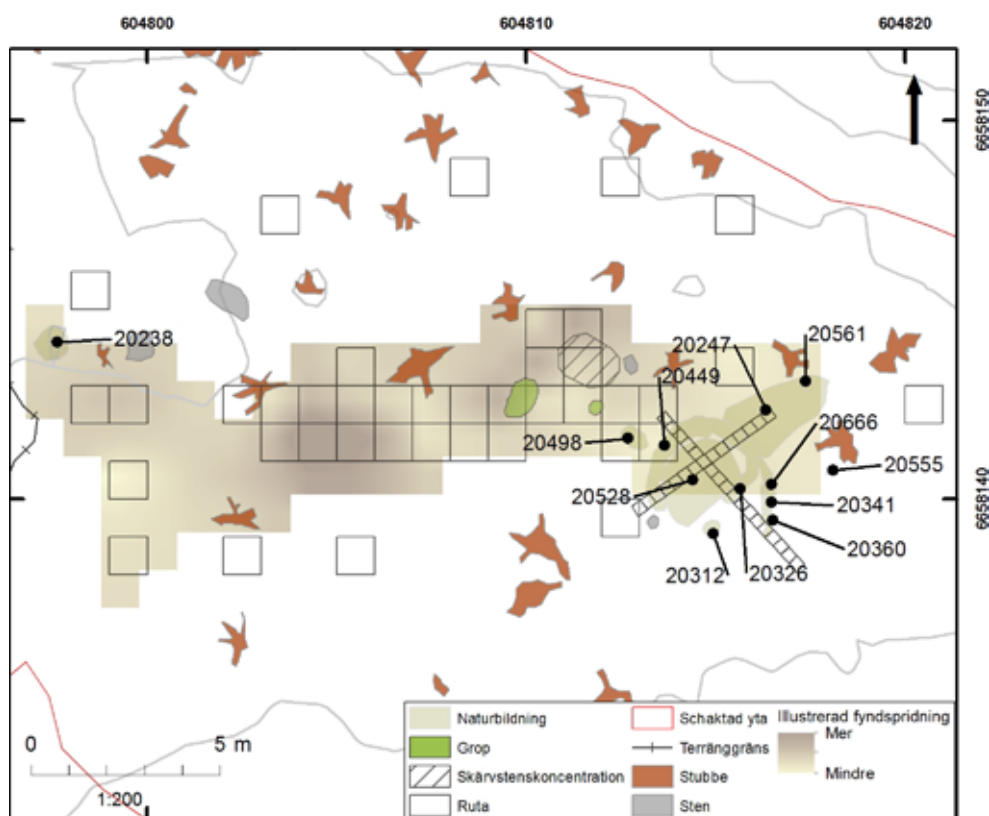 604800 604810 604820
6658150
20238
20247
20561
20449
20498
20666
20555
20528
6658140
20341
20360
20312 20326
0 5 m
1:200
Naturbildning
Grop
Skärvstenskoncentration
Ruta
Schaktad yta
Terränggräns
Stubbe
Sten
Illustrerad fyndspridning
Mer
Mindre